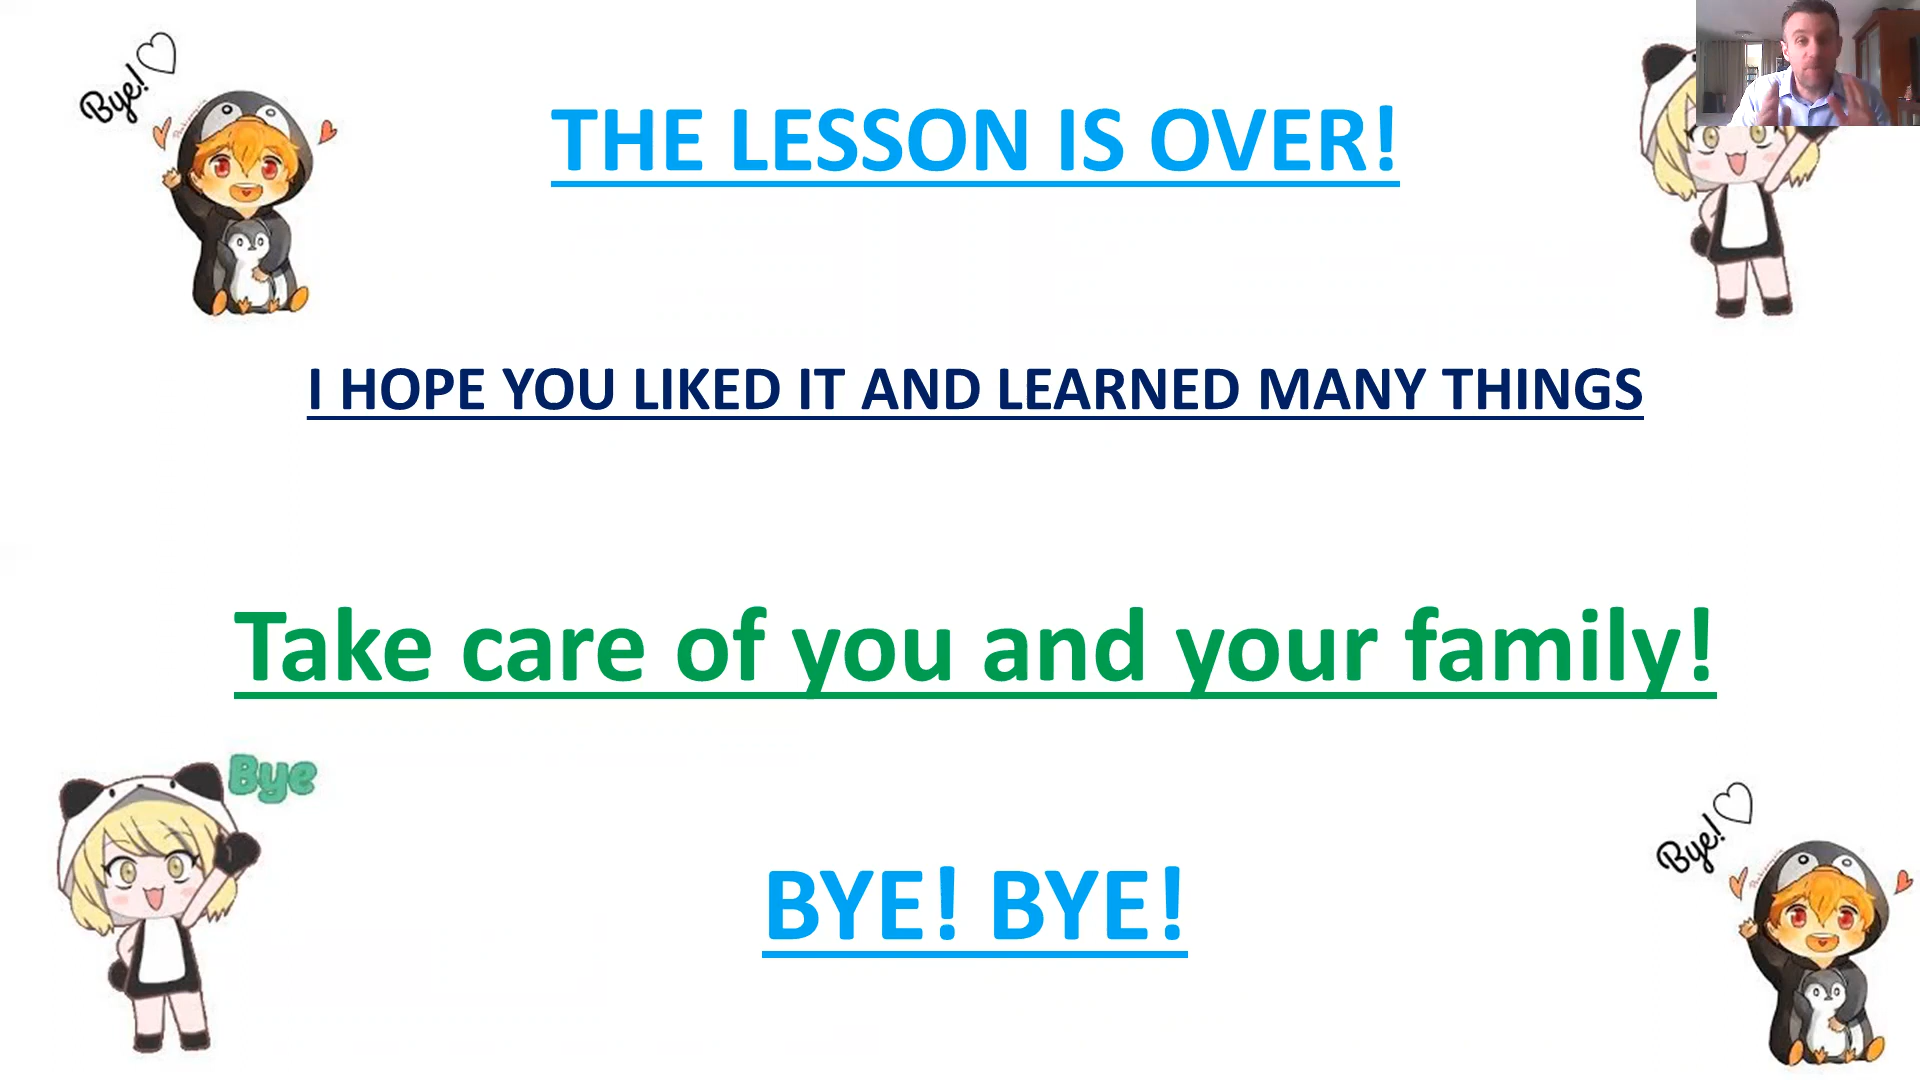 Bye!
THE LESSON IS OVER!
I HOPE YOU LIKED IT AND LEARNED MANY THINGS
Take care of you and your family!
Bye
Bye!
BYE! BYE!